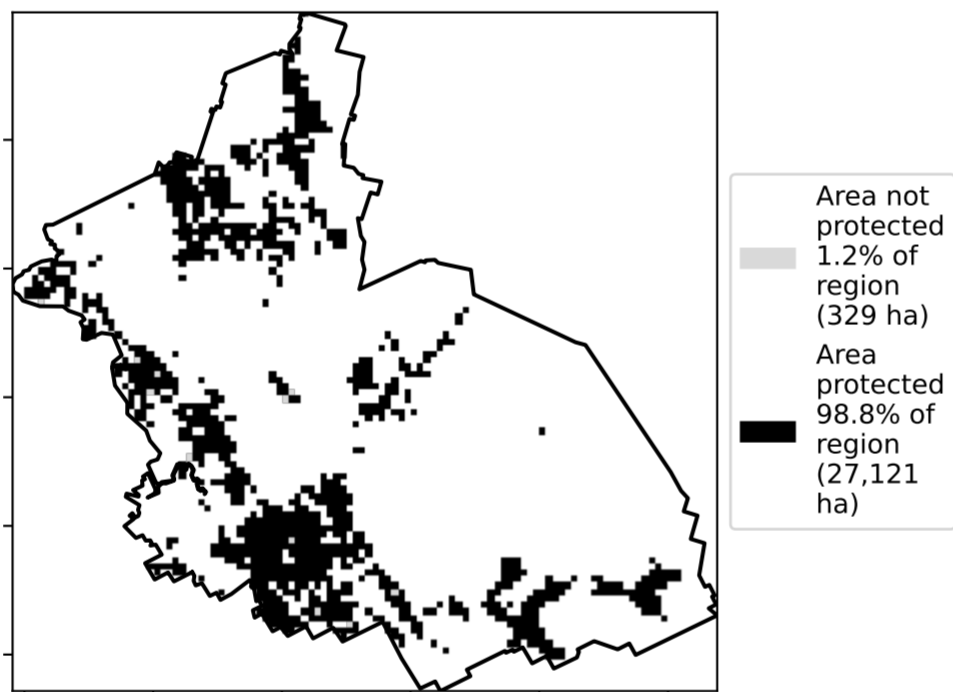 Area not
protected
1.2% of
region
(329 ha)
Area
protected
98.8% of
region
(27,121
ha)